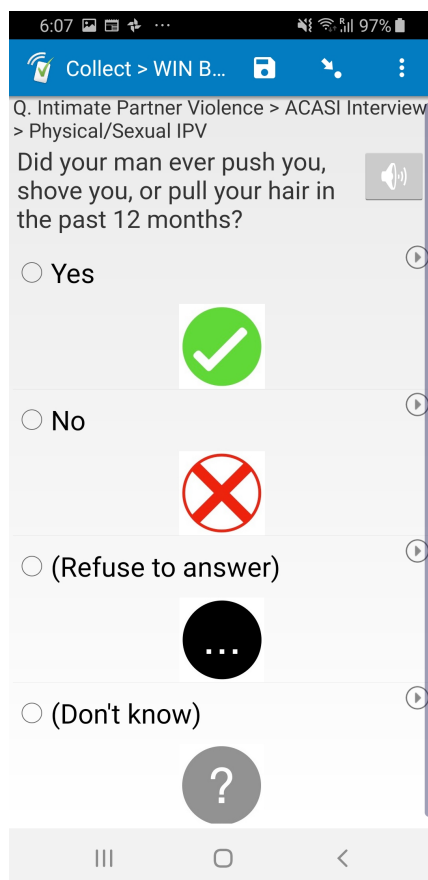 6:07 97%
Collect > WIN B...
Q. Intimate Partner Violence > ACASI Interview
> Physical/Sexual IPV
Did your man ever push you,
shove you, or pull your hair in
the past 12 months?
Yes
No
(Refuse to answer)
...
(Don't know)
?